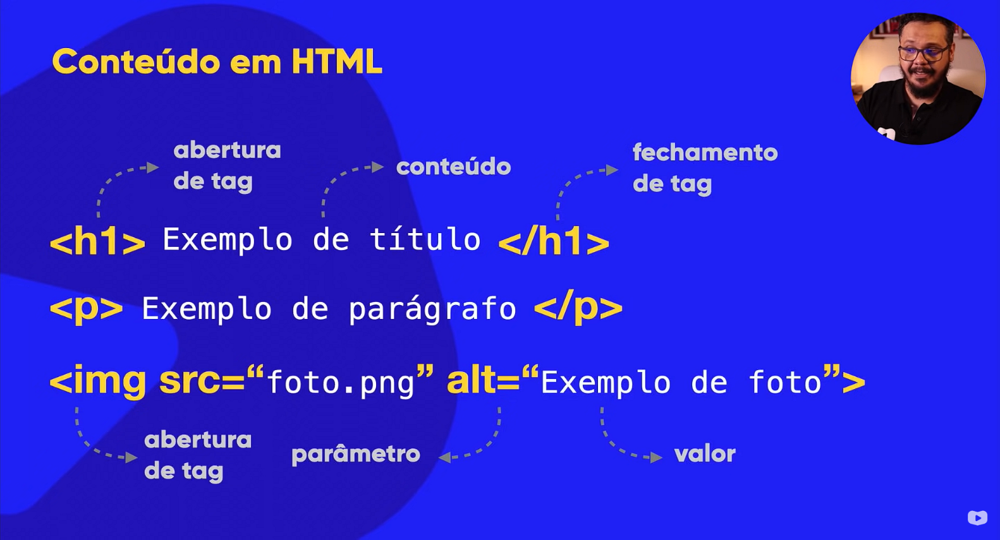 Conteúdo em HTML
abertura
de tag
conteúdo
fechamento
de tag
<h1> Exemplo de título </h1>
<p> Exemplo de parágrafo </p>
<img src=“foto.png” alt=“Exemplo de foto”>
abertura
de tag
parâmetro
valor